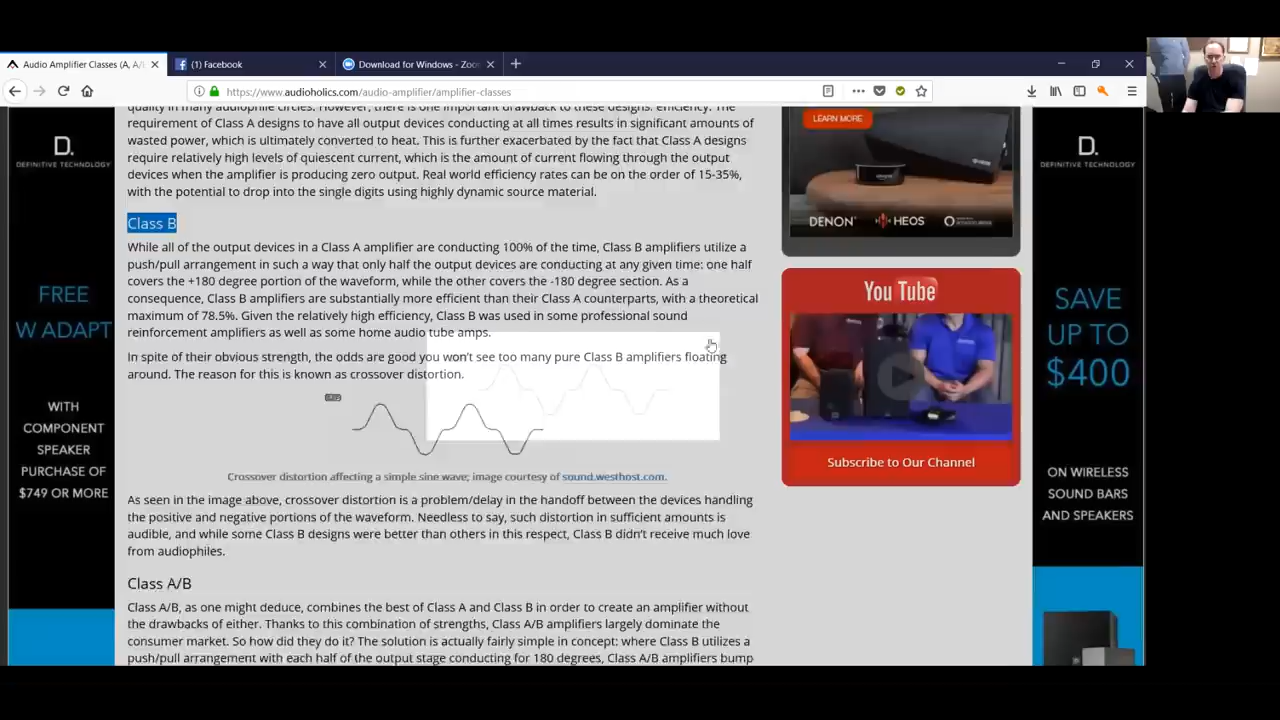 Audio Amplifier Classes (A, A/B
(1) Facebook
Download for Windows - Zoo
https://www.audioholics.com/audio-amplifier/amplifier-classes
quality in many audiophile circles. However, there is one important drawback to these designs: efficiency. The
requirement of Class A designs to have all output devices conducting at all times results in significant amounts of
wasted power, which is ultimately converted to heat. This is further exacerbated by the fact that Class A designs
require relatively high levels of quiescent current, which is the amount of current flowing through the output
devices when the amplifier is producing zero output. Real world efficiency rates can be on the order of 15-35%,
with the potential to drop into the single digits using highly dynamic source material.
Class B
While all of the output devices in a Class A amplifier are conducting 100% of the time, Class B amplifiers utilize a
push/pull arrangement in such a way that only half the output devices are conducting at any given time: one half
covers the +180 degree portion of the waveform, while the other covers the -180 degree section. As a
consequence, Class B amplifiers are substantially more efficient than their Class A counterparts, with a theoretical
maximum of 78.5%. Given the relatively high efficiency, Class B was used in some professional sound
reinforcement amplifiers as well as some home audio tube amps.
In spite of their obvious strength, the odds are good you won't see too many pure Class B amplifiers floating
around. The reason for this is known as crossover distortion.
Crossover distortion affecting a simple sine wave; image courtesy of sound.westhost.com.
As seen in the image above, crossover distortion is a problem/delay in the handoff between the devices handling
the positive and negative portions of the waveform. Needless to say, such distortion in sufficient amounts is
audible, and while some Class B designs were better than others in this respect, Class B didn't receive much love
from audiophiles.
Class A/B
Class A/B, as one might deduce, combines the best of Class A and Class B in order to create an amplifier without
the drawbacks of either. Thanks to this combination of strengths, Class A/B amplifiers largely dominate the
consumer market. So how did they do it? The solution is actually fairly simple in concept: where Class B utilizes a
push/pull arrangement with each half of the output stage conducting for 180 degrees, Class A/B amplifiers bump
D.
DEFINITIVE TECHNOLOGY
FREE
W ADAPT
WITH
COMPONENT
SPEAKER
PURCHASE OF
$749 OR MORE
LEARN MORE
DENON
HEOS
YouTube
Subscribe to Our Channel
D.
DEFINITIVE TECHNOLOGY
SAVE
UP TO
$400
ON WIRELESS
SOUND BARS
AND SPEAKERS